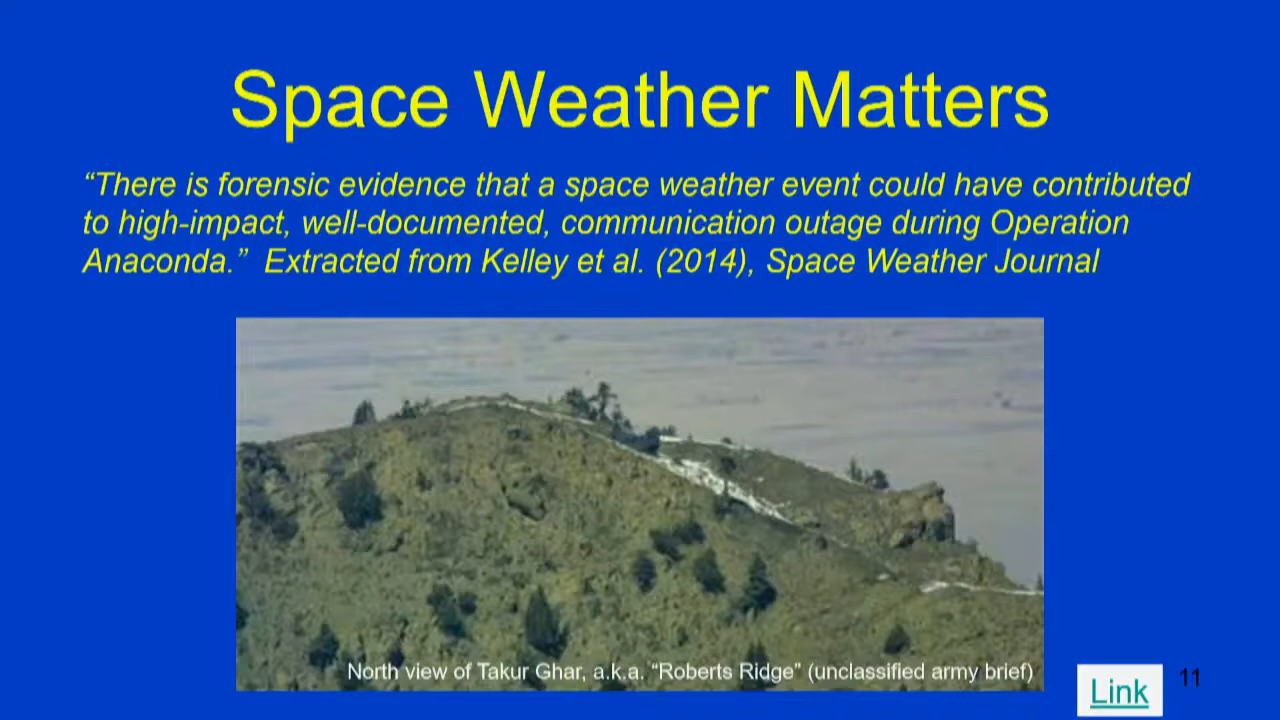 Space Weather Matters
“There is forensic evidence that a space weather event could have contributed
to high-impact, well-documented, communication outage during Operation
Anaconda.”  Extracted from Kelley et al. (2014), Space Weather Journal
North view of Takur Ghar, a.k.a. “Roberts Ridge” (unclassified army brief)
Link
11